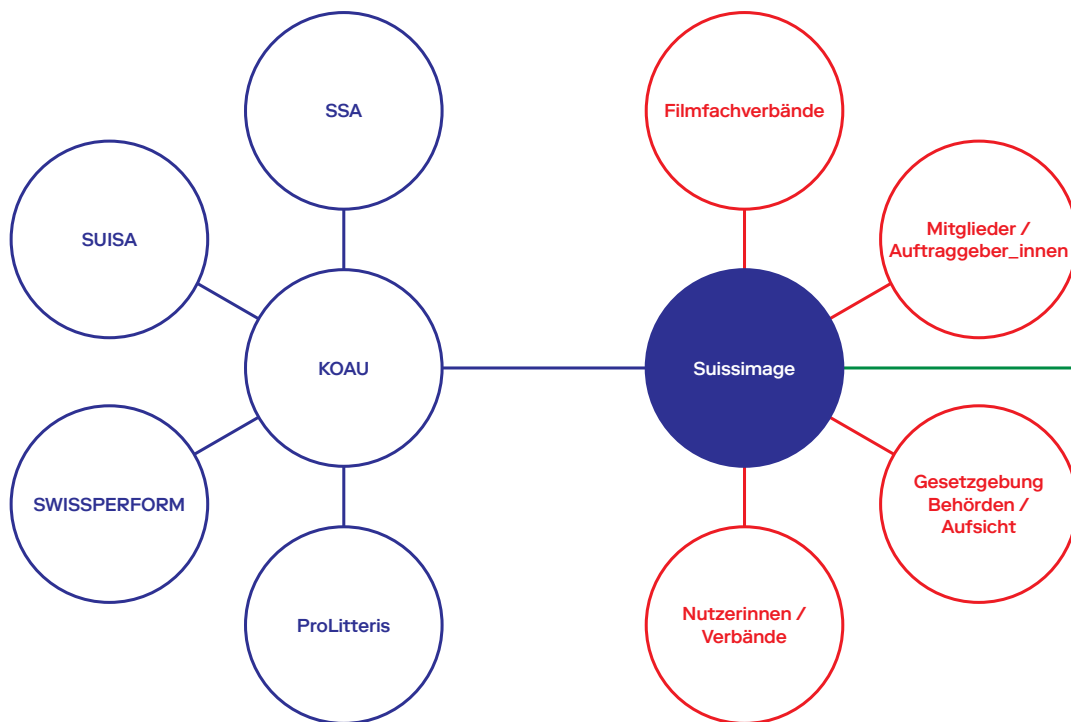 SSA
Filmfachverbände
SUISA
Mitglieder /
Auftraggeber_innen
KOAU
Suissimage
SWISSPERFORM
Gesetzgebung
Behörden /
Aufsicht
ProLitteris
Nutzerinnen /
Verbände